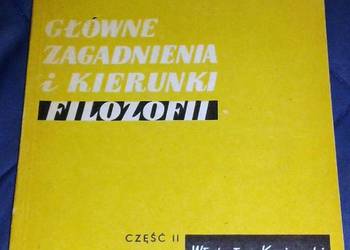 GŁÓWNE
ZAGADNIENIA
i KIERUNKI
FILOZOFII
CZĘŚĆ II